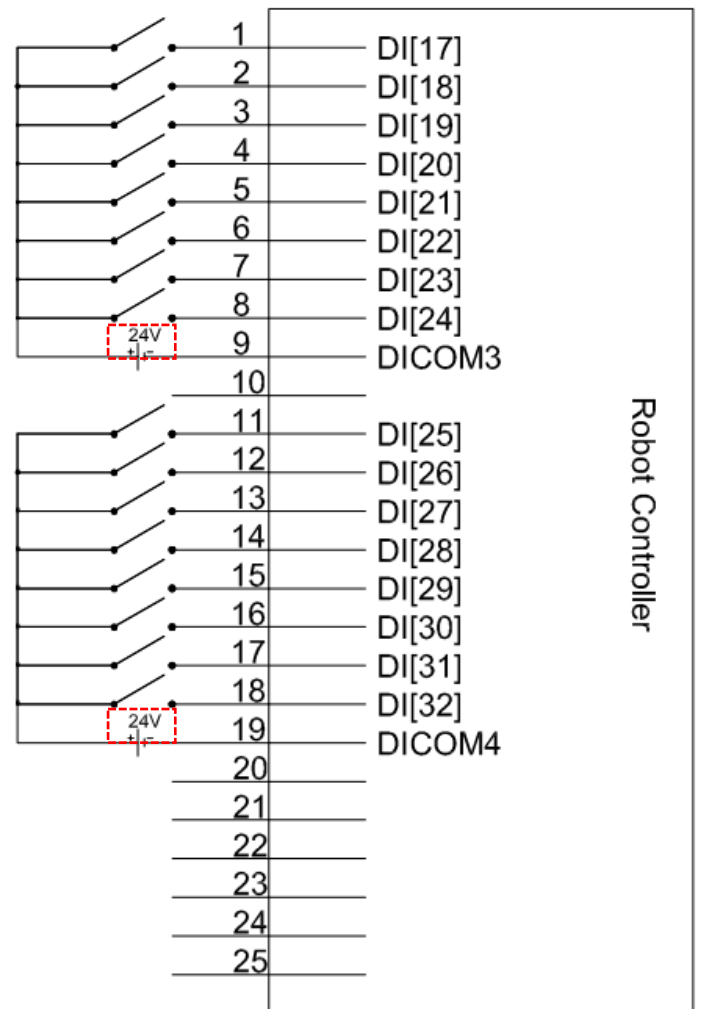 1 DI[17]
2 DI[18]
3 DI[19]
4 DI[20]
5 DI[21]
6 DI[22]
7 DI[23]
8 DI[24]
24V
+ -
9 DICOM3
10
11 DI[25]
12 DI[26]
13 DI[27]
14 DI[28]
15 DI[29]
16 DI[30]
17 DI[31]
18 DI[32]
24V
+ -
19 DICOM4
20
21
22
23
24
25
Robot Controller